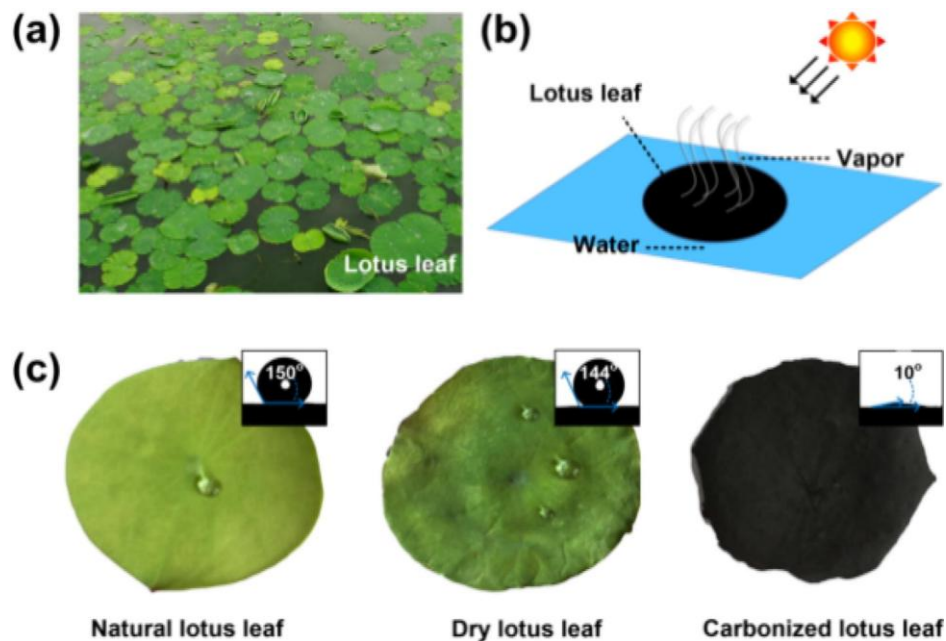 (a)
Lotus leaf
(b)
Lotus leaf
Vapor
Water
(c)
150°
144°
10°
Natural lotus leaf
Dry lotus leaf
Carbonized lotus leaf